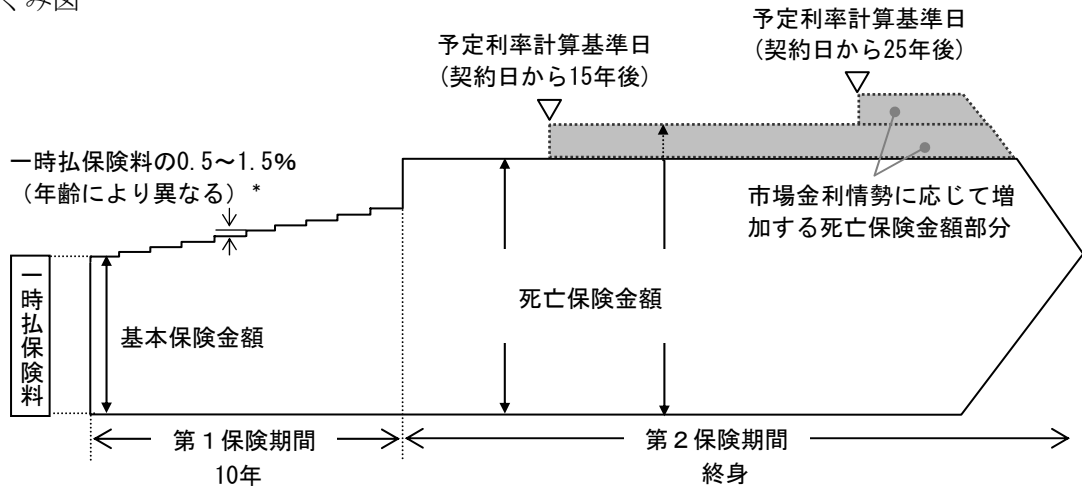 くみ図
予定利率計算基準日
(契約日から15年後)
予定利率計算基準日
(契約日から25年後)
一時払保険料の0.5～1.5%
(年齢により異なる) *
市場金利情勢に応じて増
加する死亡保険金額部分
一時払保険料
基本保険金額
死亡保険金額
第１保険期間
10年
第２保険期間
終身